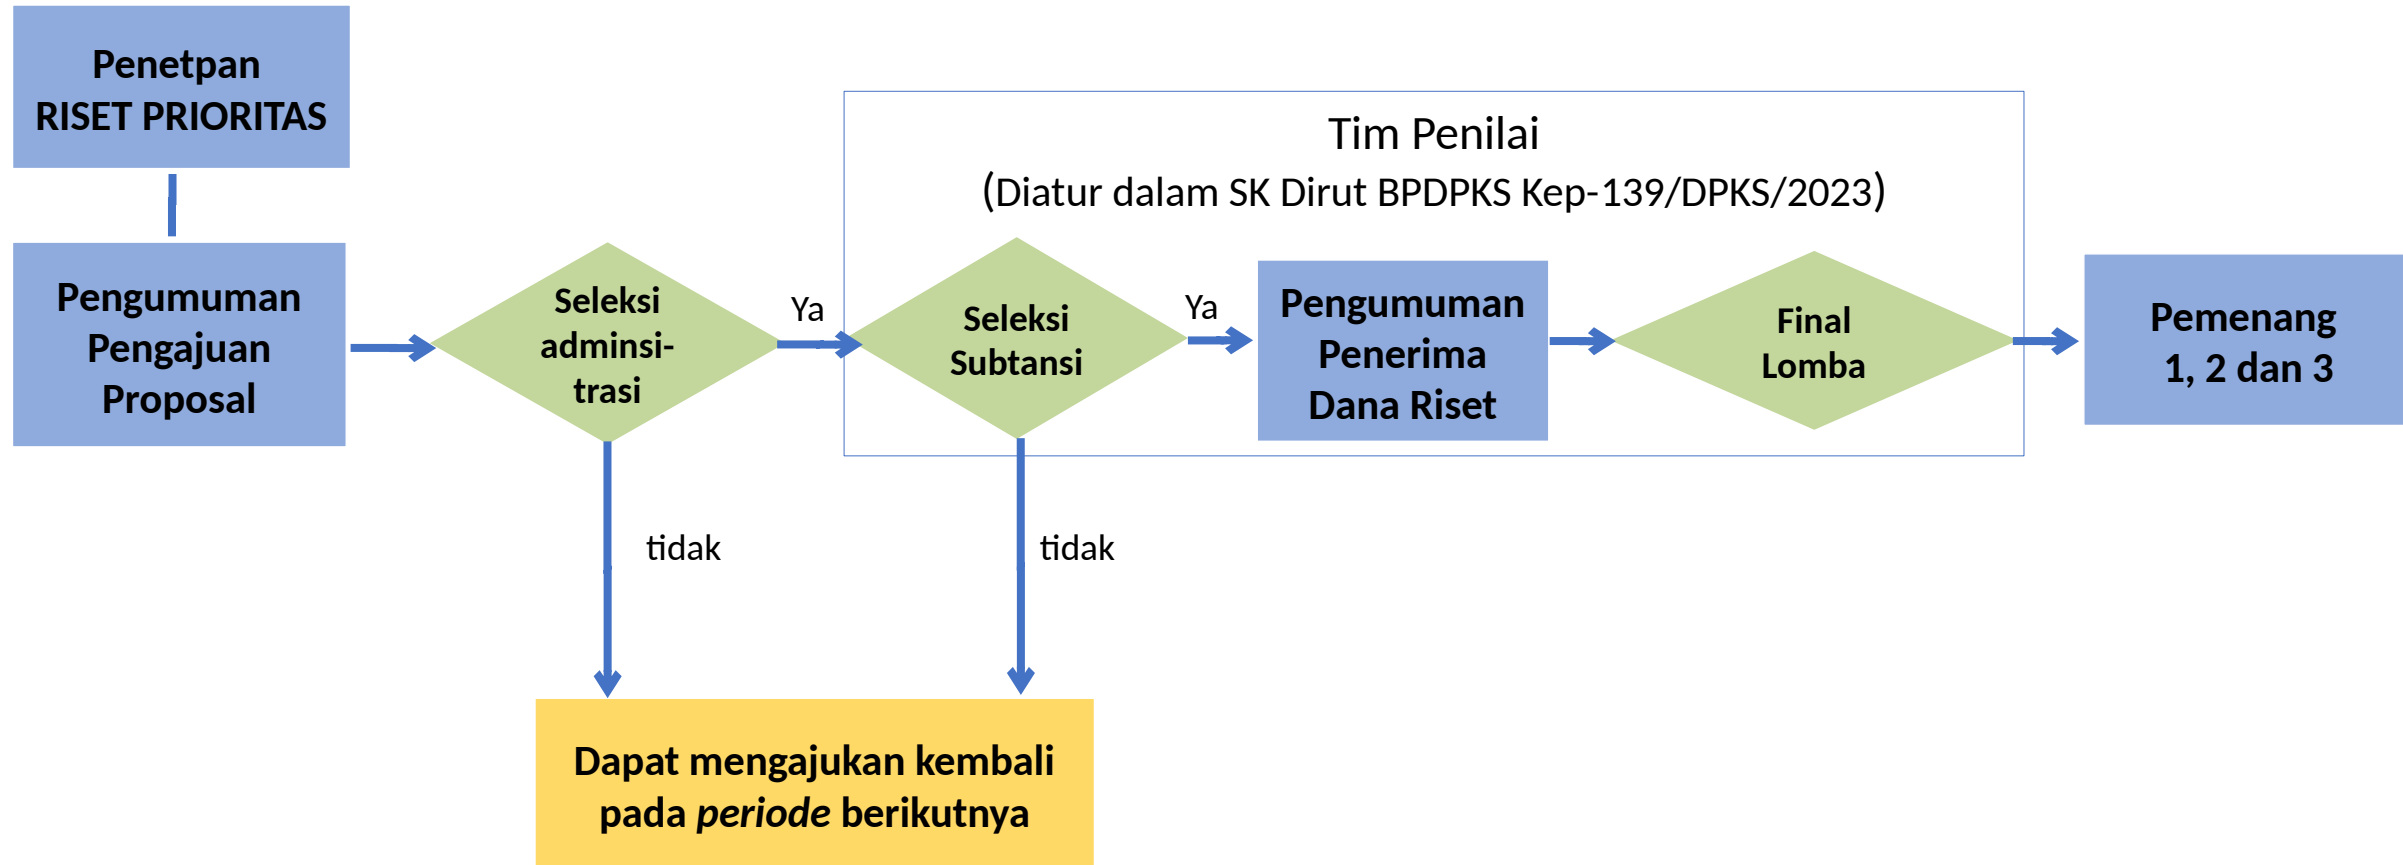 Penetpan
RISET PRIORITAS
Tim Penilai
(Diatur dalam SK Dirut BPDPKS Kep-139/DPKS/2023)
Pengumuman
Pengajuan
Proposal
Seleksi
adminsi-
trasi
Ya
Seleksi
Subtansi
Ya
Pengumuman
Penerima
Dana Riset
Final
Lomba
Pemenang
1, 2 dan 3
tidak
tidak
Dapat mengajukan kembali
pada periode berikutnya